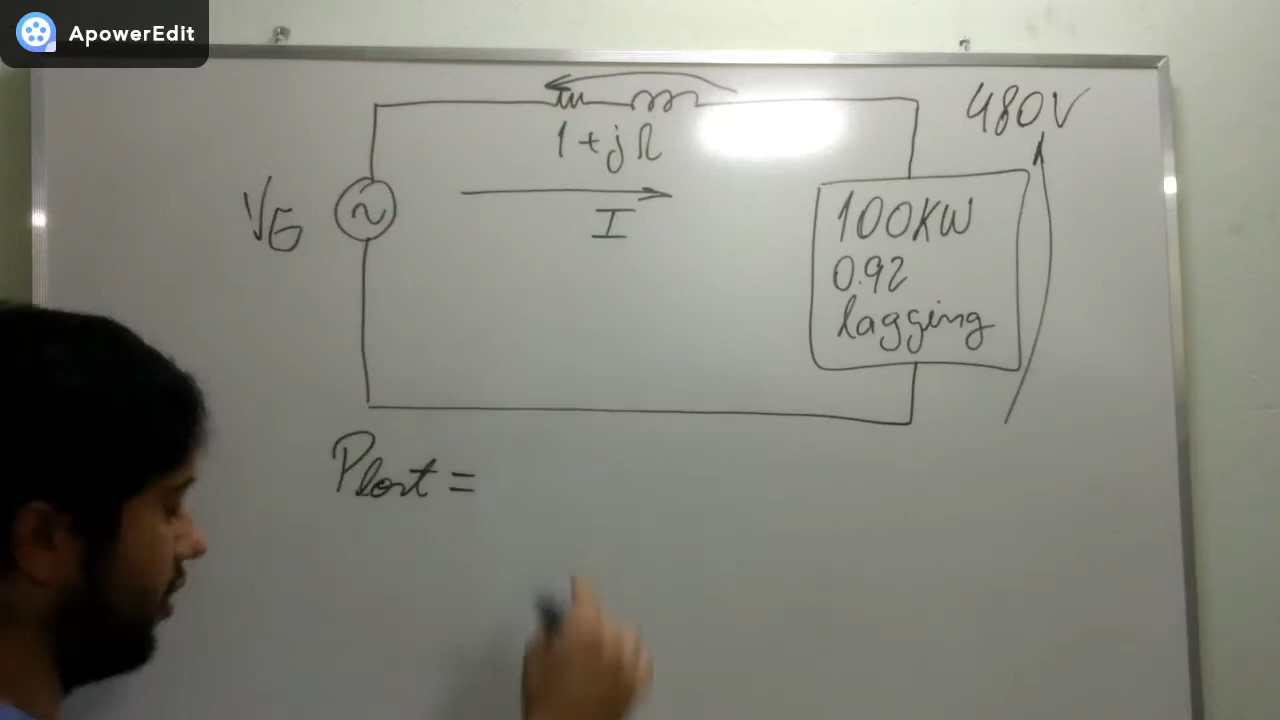 ApowerEdit
480V
1+jΩ
I
VG
100KW
0.92
lagging
Plost =